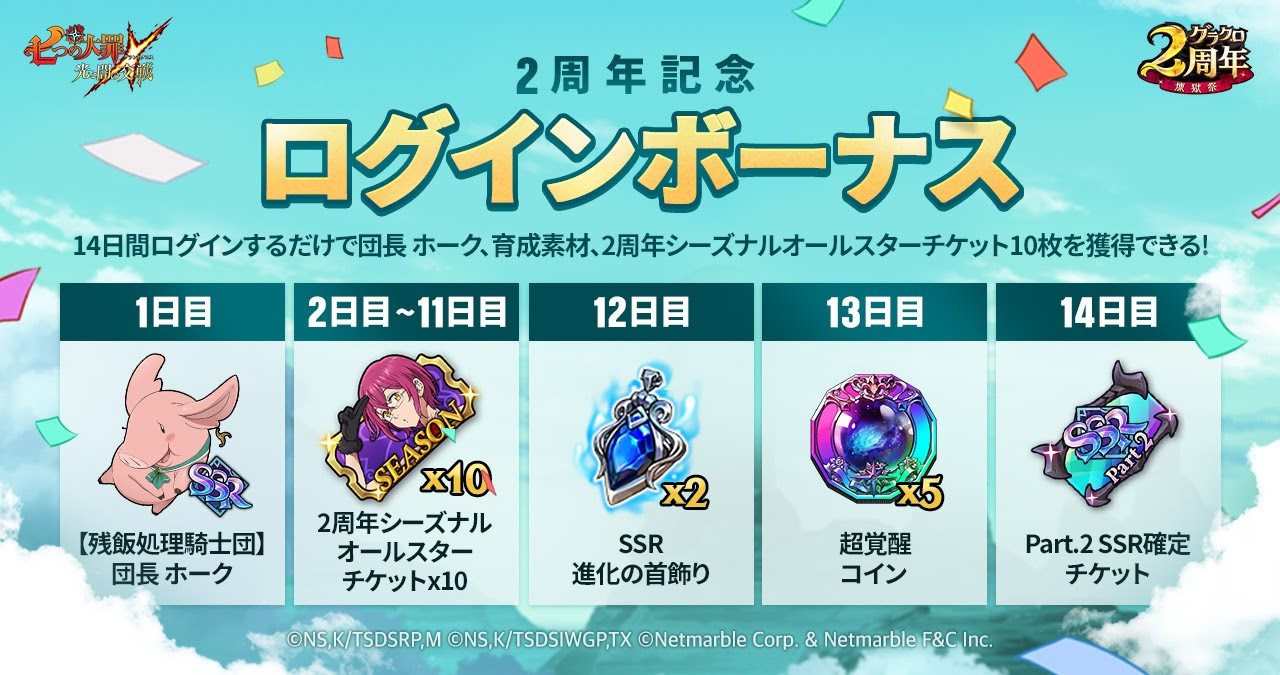 七つの大罪
光と闇の交戦
グラクロ
2周年
煉獄祭
2周年記念
ログインボーナス
14日間ログインするだけで団長 ホーク、育成素材、2周年シーズナルオールスターチケット10枚を獲得できる!
1日目
2日目~11日目
12日目
13日目
14日目
SSR
SEASON
x10
x2
x5
SSR
Part 2
【残飯処理騎士団】
団長 ホーク
2周年シーズナル
オールスター
チケットx10
SSR
進化の首飾り
超覚醒
コイン
Part.2 SSR確定
チケット
©NS,K/TSDSRP,M ©NS,K/TSDSIWGP,TX ©Netmarble Corp. & Netmarble F&C Inc.